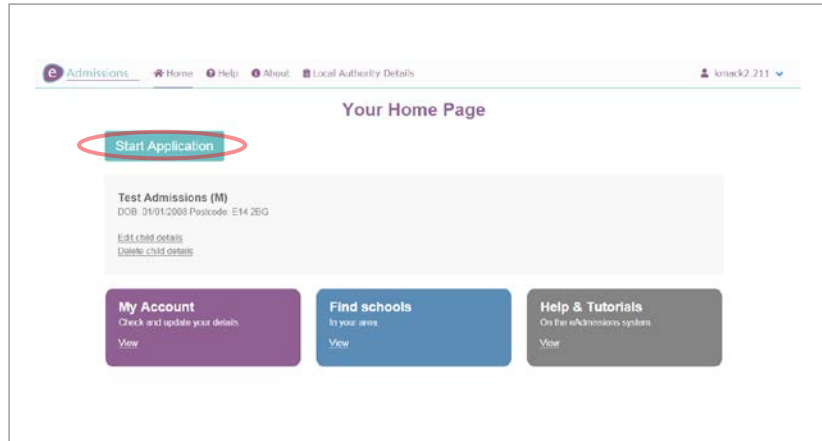 e Admissions Home Help About Local Authority Details kmack2.211
Your Home Page
Start Application
Test Admissions (M)
DOB: 01/01/2008 Postcode: E14 2BG
Edit child details
Delete child details
My Account
Check and update your details
View
Find schools
In your area
View
Help & Tutorials
On the eAdmissions system
View